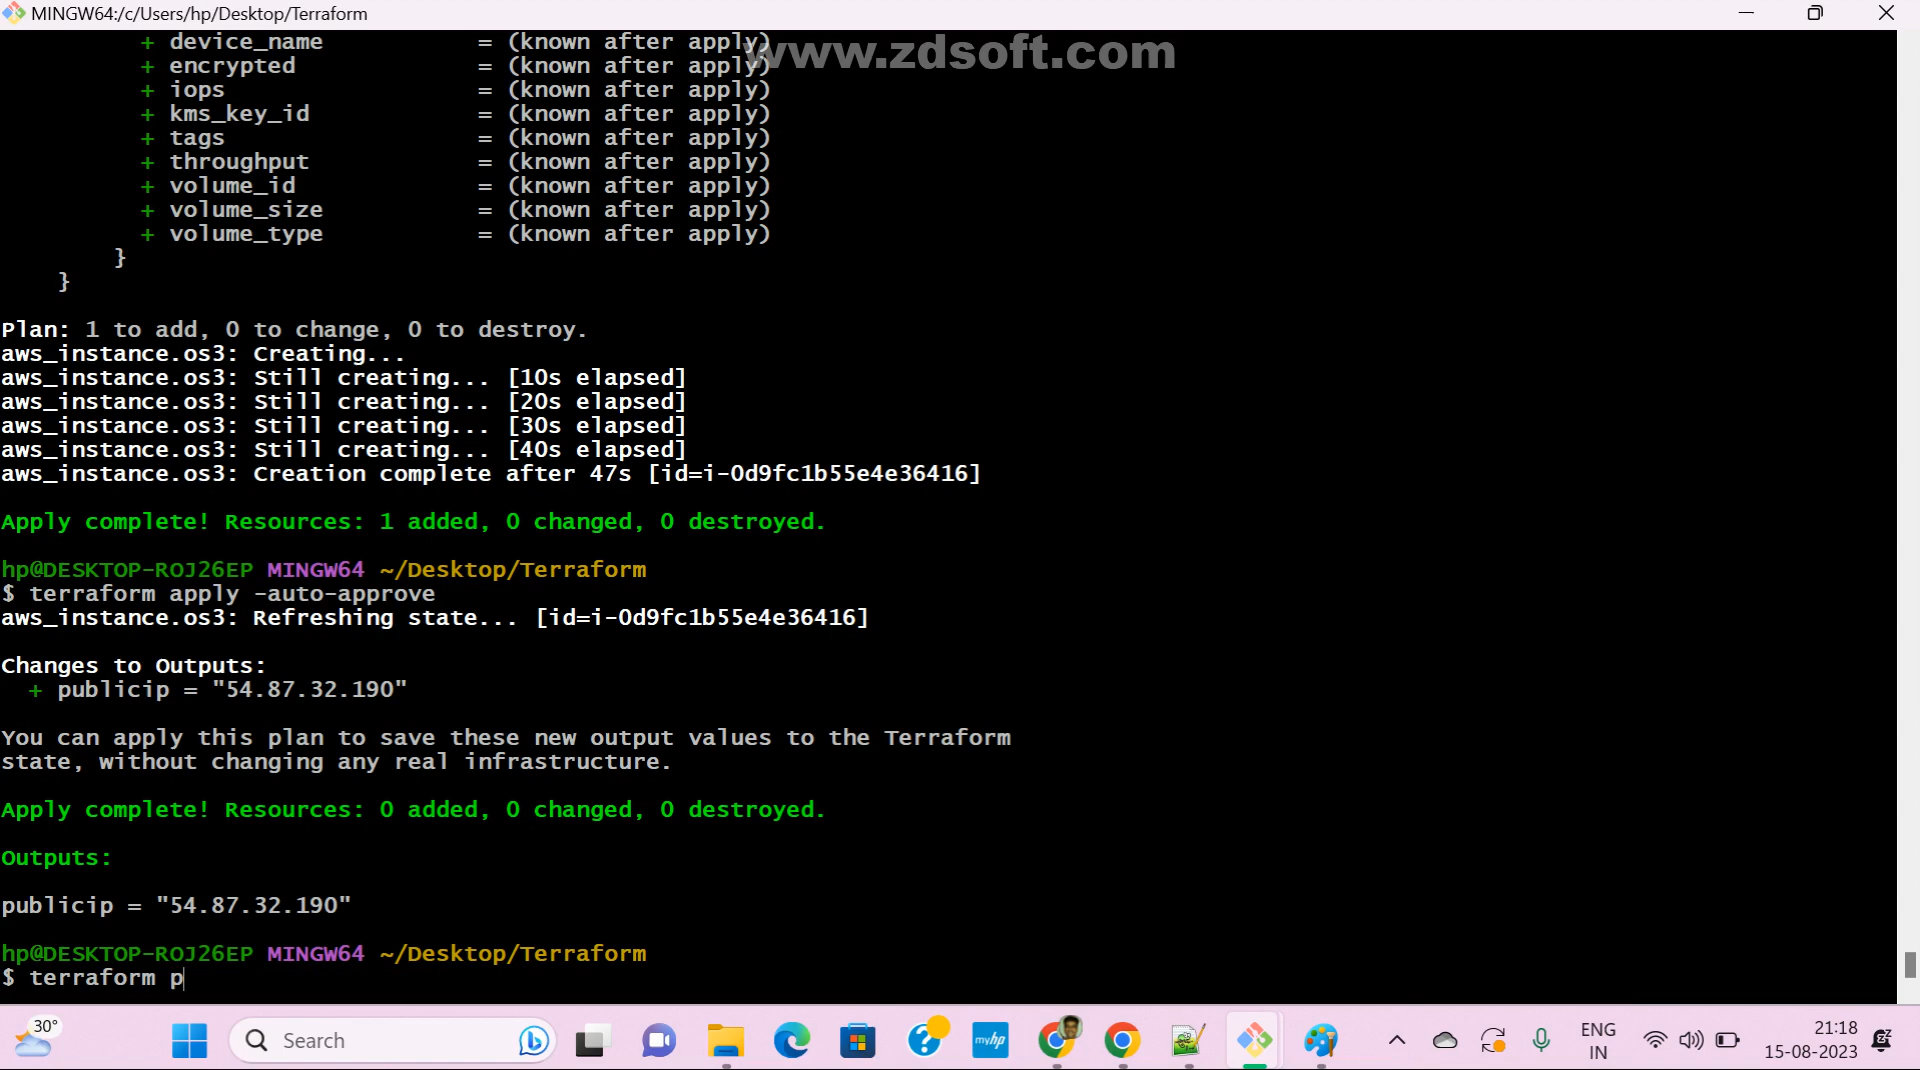 MINGW64:/c/Users/hp/Desktop/Terraform
www.zdsoft.com
+ device_name = (known after apply)
+ encrypted = (known after apply)
+ iops = (known after apply)
+ kms_key_id = (known after apply)
+ tags = (known after apply)
+ throughput = (known after apply)
+ volume_id = (known after apply)
+ volume_size = (known after apply)
+ volume_type = (known after apply)
}
}
Plan: 1 to add, 0 to change, 0 to destroy.
aws_instance.os3: Creating...
aws_instance.os3: Still creating... [10s elapsed]
aws_instance.os3: Still creating... [20s elapsed]
aws_instance.os3: Still creating... [30s elapsed]
aws_instance.os3: Still creating... [40s elapsed]
aws_instance.os3: Creation complete after 47s [id=i-0d9fc1b55e4e36416]
Apply complete! Resources: 1 added, 0 changed, 0 destroyed.
hp@DESKTOP-ROJ26EP MINGW64 ~/Desktop/Terraform
$ terraform apply -auto-approve
aws_instance.os3: Refreshing state... [id=i-0d9fc1b55e4e36416]
Changes to Outputs:
+ publicip = "54.87.32.190"
You can apply this plan to save these new output values to the Terraform
state, without changing any real infrastructure.
Apply complete! Resources: 0 added, 0 changed, 0 destroyed.
Outputs:
publicip = "54.87.32.190"
hp@DESKTOP-ROJ26EP MINGW64 ~/Desktop/Terraform
$ terraform p
30°
Search
myhp
ENG
IN
21:18
15-08-2023